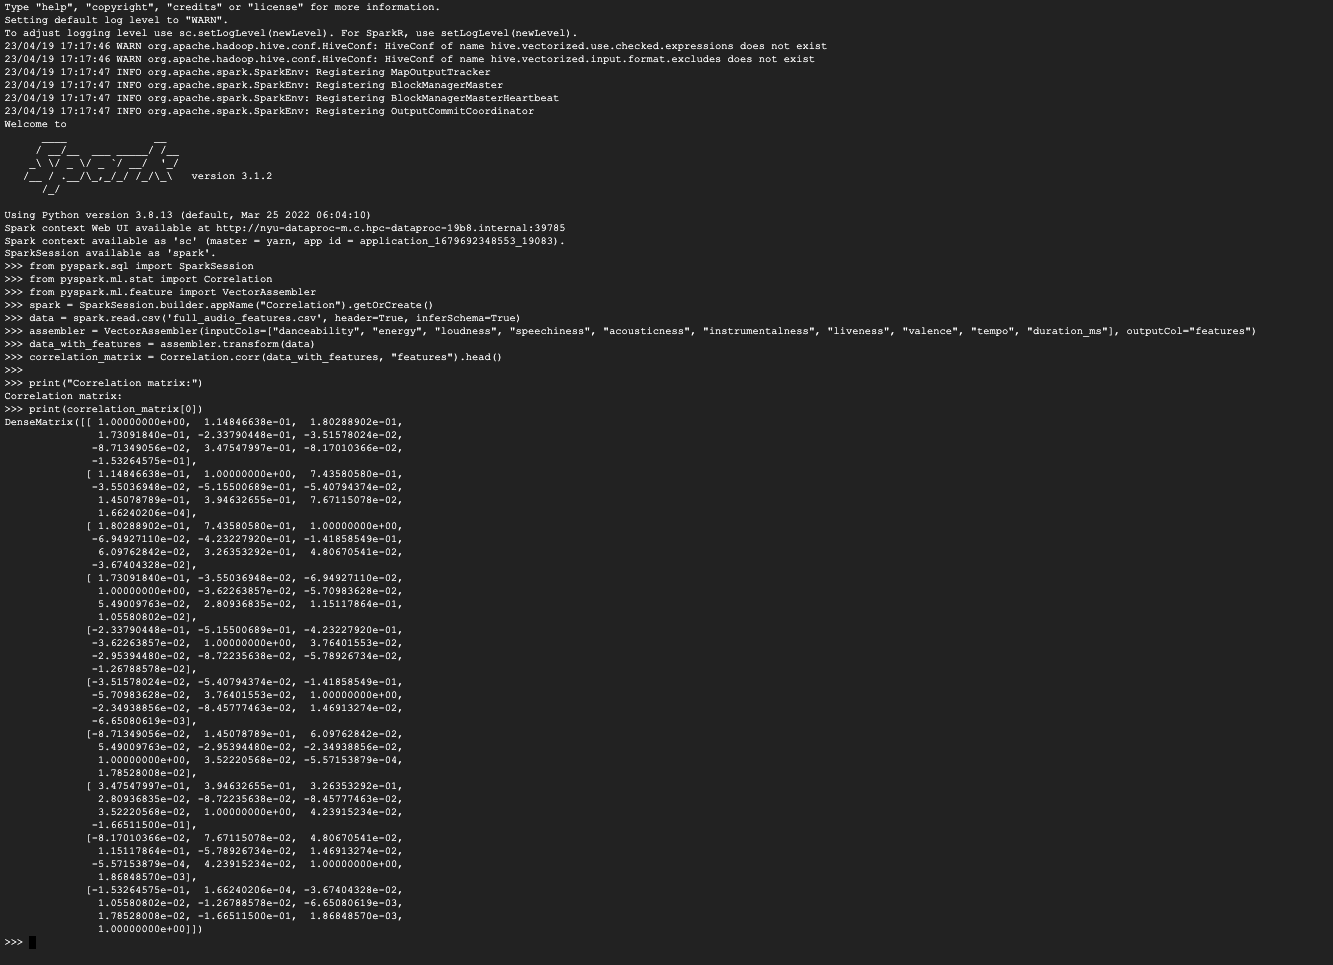 Type "help", "copyright", "credits" or "license" for more information.
Setting default log level to "WARN".
To adjust logging level use sc.setLogLevel(newLevel). For SparkR, use setLogLevel(newLevel).
23/04/19 17:17:46 WARN org.apache.hadoop.hive.conf.HiveConf: HiveConf of name hive.vectorized.use.checked.expressions does not exist
23/04/19 17:17:46 WARN org.apache.hadoop.hive.conf.HiveConf: HiveConf of name hive.vectorized.input.format.excludes does not exist
23/04/19 17:17:47 INFO org.apache.spark.SparkEnv: Registering MapOutputTracker
23/04/19 17:17:47 INFO org.apache.spark.SparkEnv: Registering BlockManagerMaster
23/04/19 17:17:47 INFO org.apache.spark.SparkEnv: Registering BlockManagerMasterHeartbeat
23/04/19 17:17:47 INFO org.apache.spark.SparkEnv: Registering OutputCommitCoordinator
Welcome to
      ____              __
     / __/__  ___ _____/ /__
    _\ \/ _ \/ _ `/ __/  '_/
   /__ / .__/\_,_/_/ /_/\_\   version 3.1.2
      /_/
Using Python version 3.8.13 (default, Mar 25 2022 06:04:10)
Spark context Web UI available at http://nyu-dataproc-m.c.hpc-dataproc-19b8.internal:39785
Spark context available as 'sc' (master = yarn, app id = application_1679692348553_19083).
SparkSession available as 'spark'.
>>> from pyspark.sql import SparkSession
>>> from pyspark.ml.stat import Correlation
>>> from pyspark.ml.feature import VectorAssembler
>>> spark = SparkSession.builder.appName("Correlation").getOrCreate()
>>> data = spark.read.csv('full_audio_features.csv', header=True, inferSchema=True)
>>> assembler = VectorAssembler(inputCols=["danceability", "energy", "loudness", "speechiness", "acousticness", "instrumentalness", "liveness", "valence", "tempo", "duration_ms"], outputCol="features")
>>> data_with_features = assembler.transform(data)
>>> correlation_matrix = Correlation.corr(data_with_features, "features").head()
>>>
>>> print("Correlation matrix:")
Correlation matrix:
>>> print(correlation_matrix[0])
DenseMatrix([[ 1.00000000e+00,  1.14846638e-01,  1.80288902e-01,
               1.73091840e-01, -2.33790448e-01, -3.51578024e-02,
              -8.71349056e-02,  3.47547997e-01, -8.17010366e-02,
              -1.53264575e-01],
             [ 1.14846638e-01,  1.00000000e+00,  7.43580580e-01,
              -3.55036948e-02, -5.15500689e-01, -5.40794374e-02,
               1.45078789e-01,  3.94632655e-01,  7.67115078e-02,
               1.66240206e-04],
             [ 1.80288902e-01,  7.43580580e-01,  1.00000000e+00,
              -6.94927110e-02, -4.23227920e-01, -1.41858549e-01,
               6.09762842e-02,  3.26353292e-01,  4.80670541e-02,
              -3.67404328e-02],
             [ 1.73091840e-01, -3.55036948e-02, -6.94927110e-02,
               1.00000000e+00, -3.62263857e-02, -5.70983628e-02,
               5.49009763e-02,  2.80936835e-02,  1.15117864e-01,
               1.05580802e-02],
             [-2.33790448e-01, -5.15500689e-01, -4.23227920e-01,
              -3.62263857e-02,  1.00000000e+00,  3.76401553e-02,
              -2.95394480e-02, -8.72235638e-02, -5.78926734e-02,
              -1.26788578e-02],
             [-3.51578024e-02, -5.40794374e-02, -1.41858549e-01,
              -5.70983628e-02,  3.76401553e-02,  1.00000000e+00,
              -2.34938856e-02, -8.45777463e-02,  1.46913274e-02,
              -6.65080619e-03],
             [-8.71349056e-02,  1.45078789e-01,  6.09762842e-02,
               5.49009763e-02, -2.95394480e-02, -2.34938856e-02,
               1.00000000e+00,  3.52220568e-02, -5.57153879e-04,
               1.78528008e-02],
             [ 3.47547997e-01,  3.94632655e-01,  3.26353292e-01,
               2.80936835e-02, -8.72235638e-02, -8.45777463e-02,
               3.52220568e-02,  1.00000000e+00,  4.23915234e-02,
              -1.66511500e-01],
             [-8.17010366e-02,  7.67115078e-02,  4.80670541e-02,
               1.15117864e-01, -5.78926734e-02,  1.46913274e-02,
              -5.57153879e-04,  4.23915234e-02,  1.00000000e+00,
               1.86848570e-03],
             [-1.53264575e-01,  1.66240206e-04, -3.67404328e-02,
               1.05580802e-02, -1.26788578e-02, -6.65080619e-03,
               1.78528008e-02, -1.66511500e-01,  1.86848570e-03,
               1.00000000e+00]])
>>>